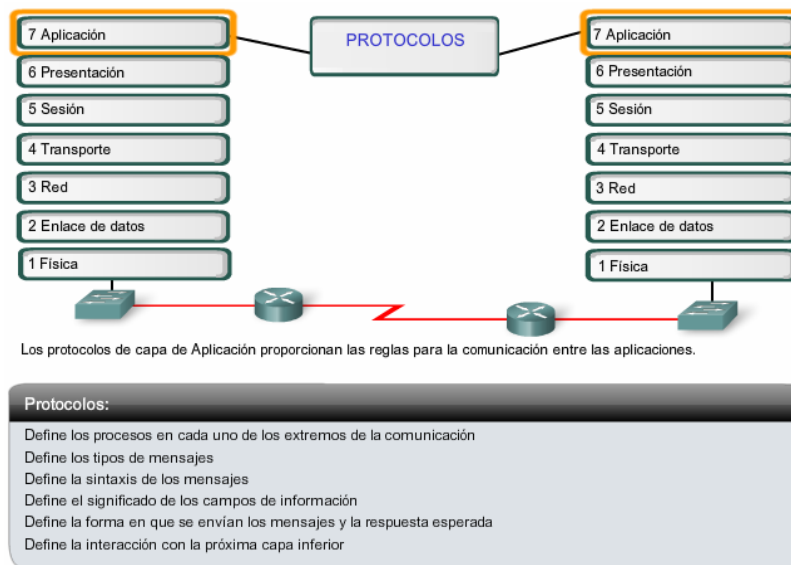 PROTOCOLOS
7 Aplicación
6 Presentación
5 Sesión
4 Transporte
3 Red
2 Enlace de datos
1 Física
7 Aplicación
6 Presentación
5 Sesión
4 Transporte
3 Red
2 Enlace de datos
1 Física
Los protocolos de capa de Aplicación proporcionan las reglas para la comunicación entre las aplicaciones.
Protocolos:
Define los procesos en cada uno de los extremos de la comunicación
Define los tipos de mensajes
Define la sintaxis de los mensajes
Define el significado de los campos de información
Define la forma en que se envían los mensajes y la respuesta esperada
Define la interacción con la próxima capa inferior